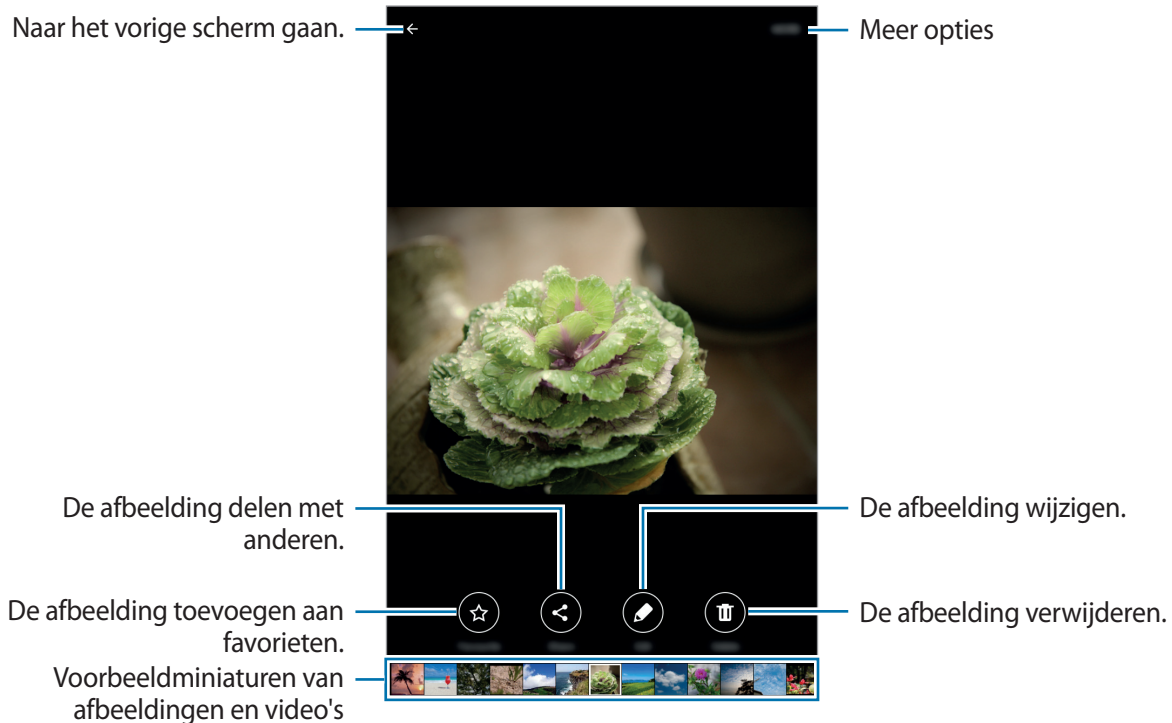 Naar het vorige scherm gaan.
Meer opties
De afbeelding delen met
anderen.
De afbeelding wijzigen.
De afbeelding toevoegen aan
favorieten.
De afbeelding verwijderen.
Voorbeeldminiaturen van
afbeeldingen en video's